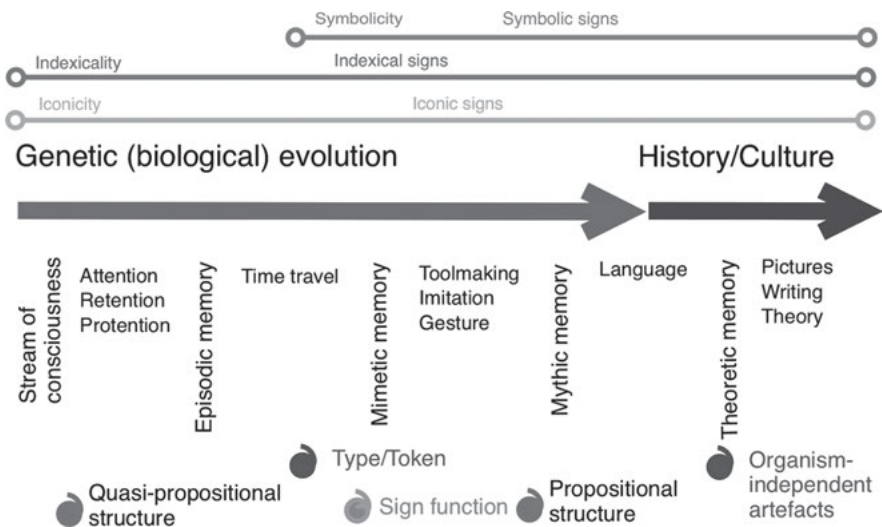 Symbolicity Symbolic signs
Indexicality Indexical signs
Iconicity Iconic signs
Genetic (biological) evolution History/Culture
Stream of
consciousness
Attention
Retention
Protention
Episodic memory
Time travel
Mimetic memory
Toolmaking
Imitation
Gesture
Mythic memory
Language
Theoretic memory
Pictures
Writing
Theory
Quasi-propositional
structure
Type/Token
Sign function
Propositional
structure
Organism-
independent
artefacts